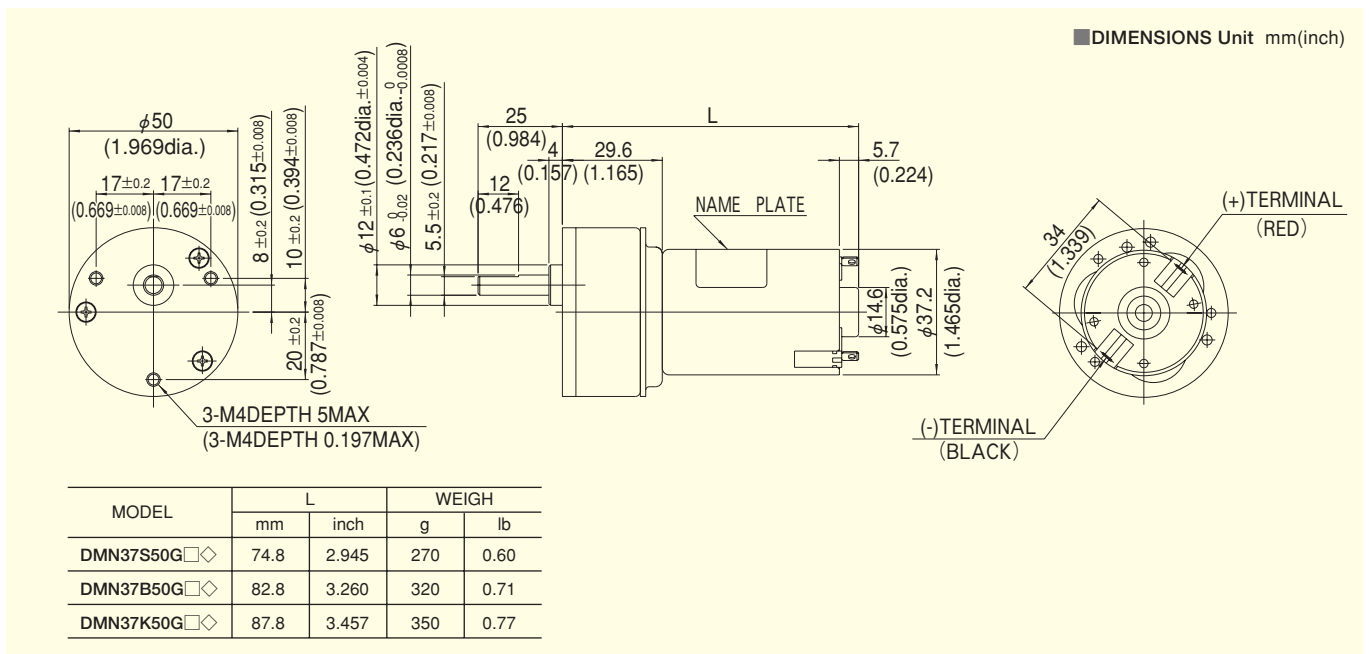 ■DIMENSIONS Unit mm(inch)
φ50
(1.969dia.)
17±0.2 17±0.2
(0.669±0.008) (0.669±0.008)
8 ±0.2 (0.315±0.008)
10 ±0.2 (0.394±0.008)
20 ±0.2
(0.787±0.008)
3-M4DEPTH 5MAX
(3-M4DEPTH 0.197MAX)
φ12 ±0.1 (0.472dia.±0.004)
φ6 0 -0.02 (0.236dia. 0 -0.0008)
5.5 ±0.2 (0.217±0.008)
25
(0.984)
L
4 29.6
(0.157) (1.165)
12
(0.476)
5.7
(0.224)
NAME PLATE
φ14.6
(0.575dia.)
φ37.2
(1.465dia.)
34
(1.339)
(+)TERMINAL
(RED)
(-)TERMINAL
(BLACK)
MODEL L WEIGH
mm inch g lb
DMN37S50G□◇ 74.8 2.945 270 0.60
DMN37B50G□◇ 82.8 3.260 320 0.71
DMN37K50G□◇ 87.8 3.457 350 0.77